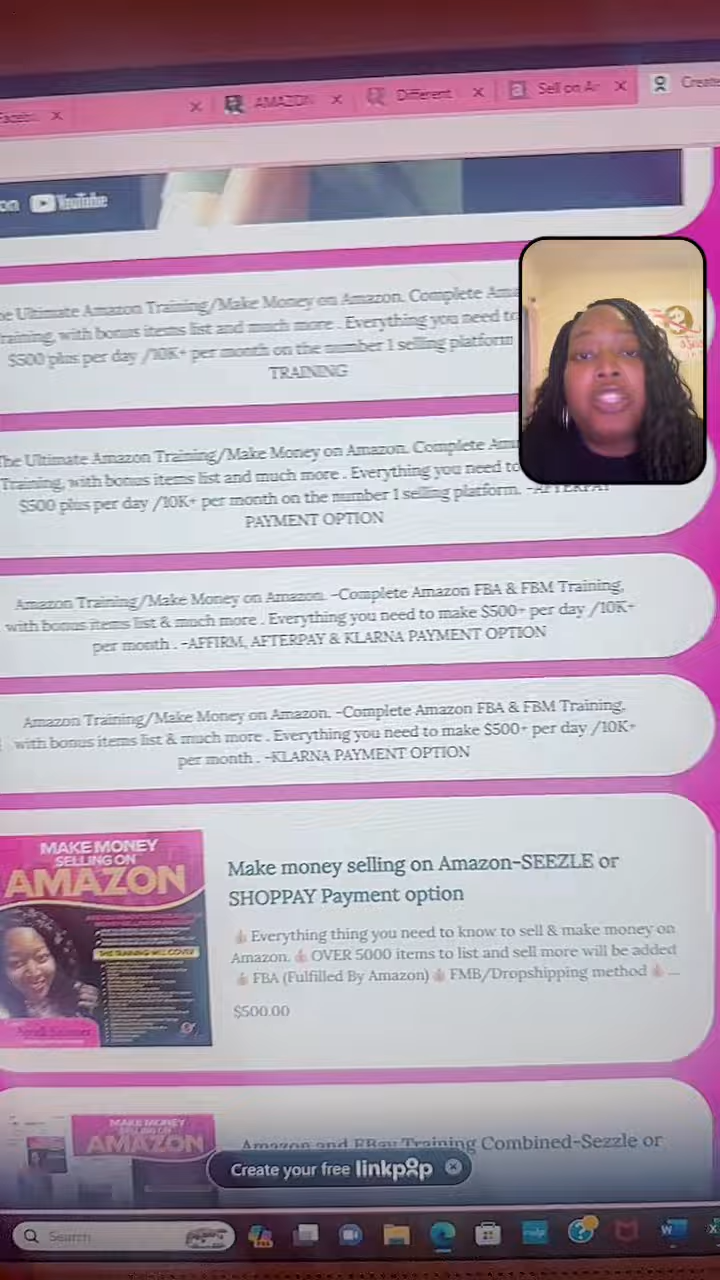 AMAZON
Different
Sell on
Create
YouTube
Ultimate Amazon Training/Make Money on Amazon. Complete
with bonus items list and much more . Everything you need to
$500 plus per day /10K+ per month on the number 1 selling platform
TRAINING
The Ultimate Amazon Training/Make Money on Amazon. Complete
Training, with bonus items list and much more . Everything you need to
$500 plus per day /10K+ per month on the number 1 selling platform. -AFTERPAY
PAYMENT OPTION
Amazon Training/Make Money on Amazon. -Complete Amazon FBA & FBM Training,
with bonus items list & much more . Everything you need to make $500+ per day /10K+
per month . -AFFIRM, AFTERPAY & KLARNA PAYMENT OPTION
Amazon Training/Make Money on Amazon. -Complete Amazon FBA & FBM Training,
with bonus items list & much more . Everything you need to make $500+ per day /10K+
per month . -KLARNA PAYMENT OPTION
MAKE MONEY
SELLING ON
AMAZON
THE TRAINING WILL COVER
Make money selling on Amazon-SEEZLE or
SHOPPAY Payment option
👍Everything thing you need to know to sell & make money on
Amazon. 👍OVER 5000 items to list and sell more will be added
👍FBA (Fulfilled By Amazon)👍FMB/Dropshipping method👍...
$500.00
MAKE MONEY
SELLING ON
AMAZON
Amazon and EBay Training Combined-Sezzle or
Create your free linkpop
Search